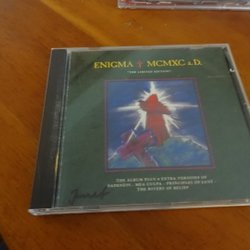 ENIGMA MCMXC a.D.
"THE LIMITED EDITION"
THE ALBUM PLUS 4 EXTRA VERSIONS OF
SADENESS · MEA CULPA · PRINCIPLES OF LUST
THE RIVERS OF BELIEF